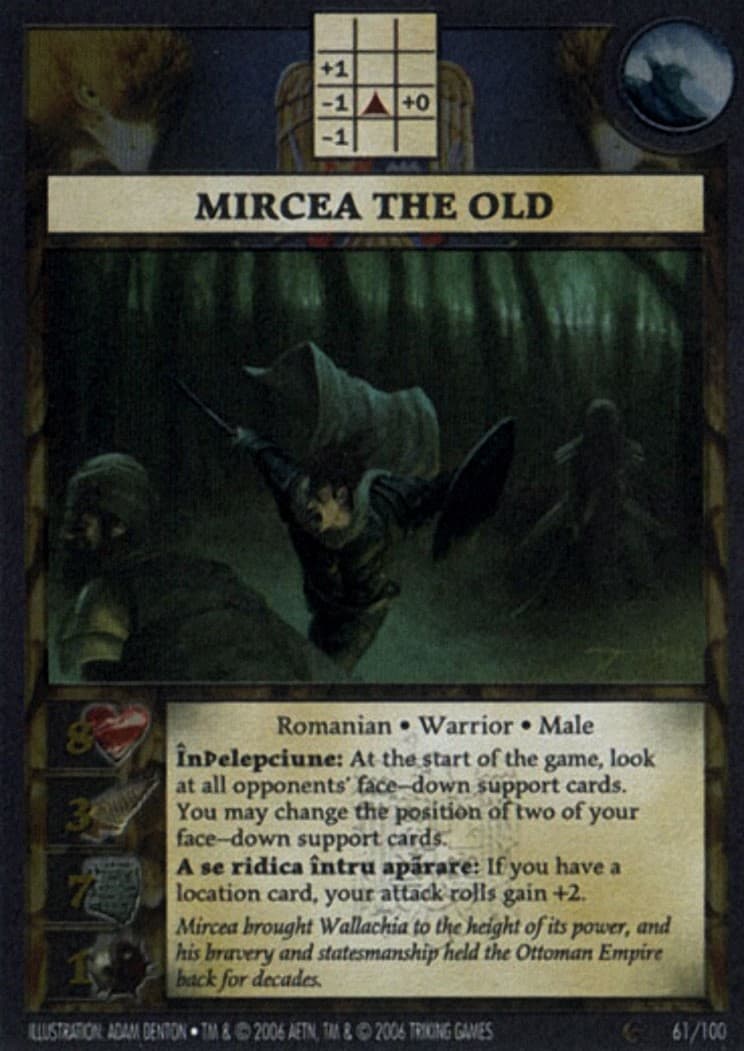 +1
-1 +0
-1
MIRCEA THE OLD
8
3
7
1
Romanian • Warrior • Male
ÎnÞelepciune: At the start of the game, look
at all opponents' face-down support cards.
You may change the position of two of your
face-down support cards.
A se ridica întru apãrare: If you have a
location card, your attack rolls gain +2.
Mircea brought Wallachia to the height of its power, and
his bravery and statesmanship held the Ottoman Empire
back for decades.
ILLUSTRATION: ADAM DENTON • TM & © 2006 AETN, TM & © 2006 TRIKING GAMES
61/100